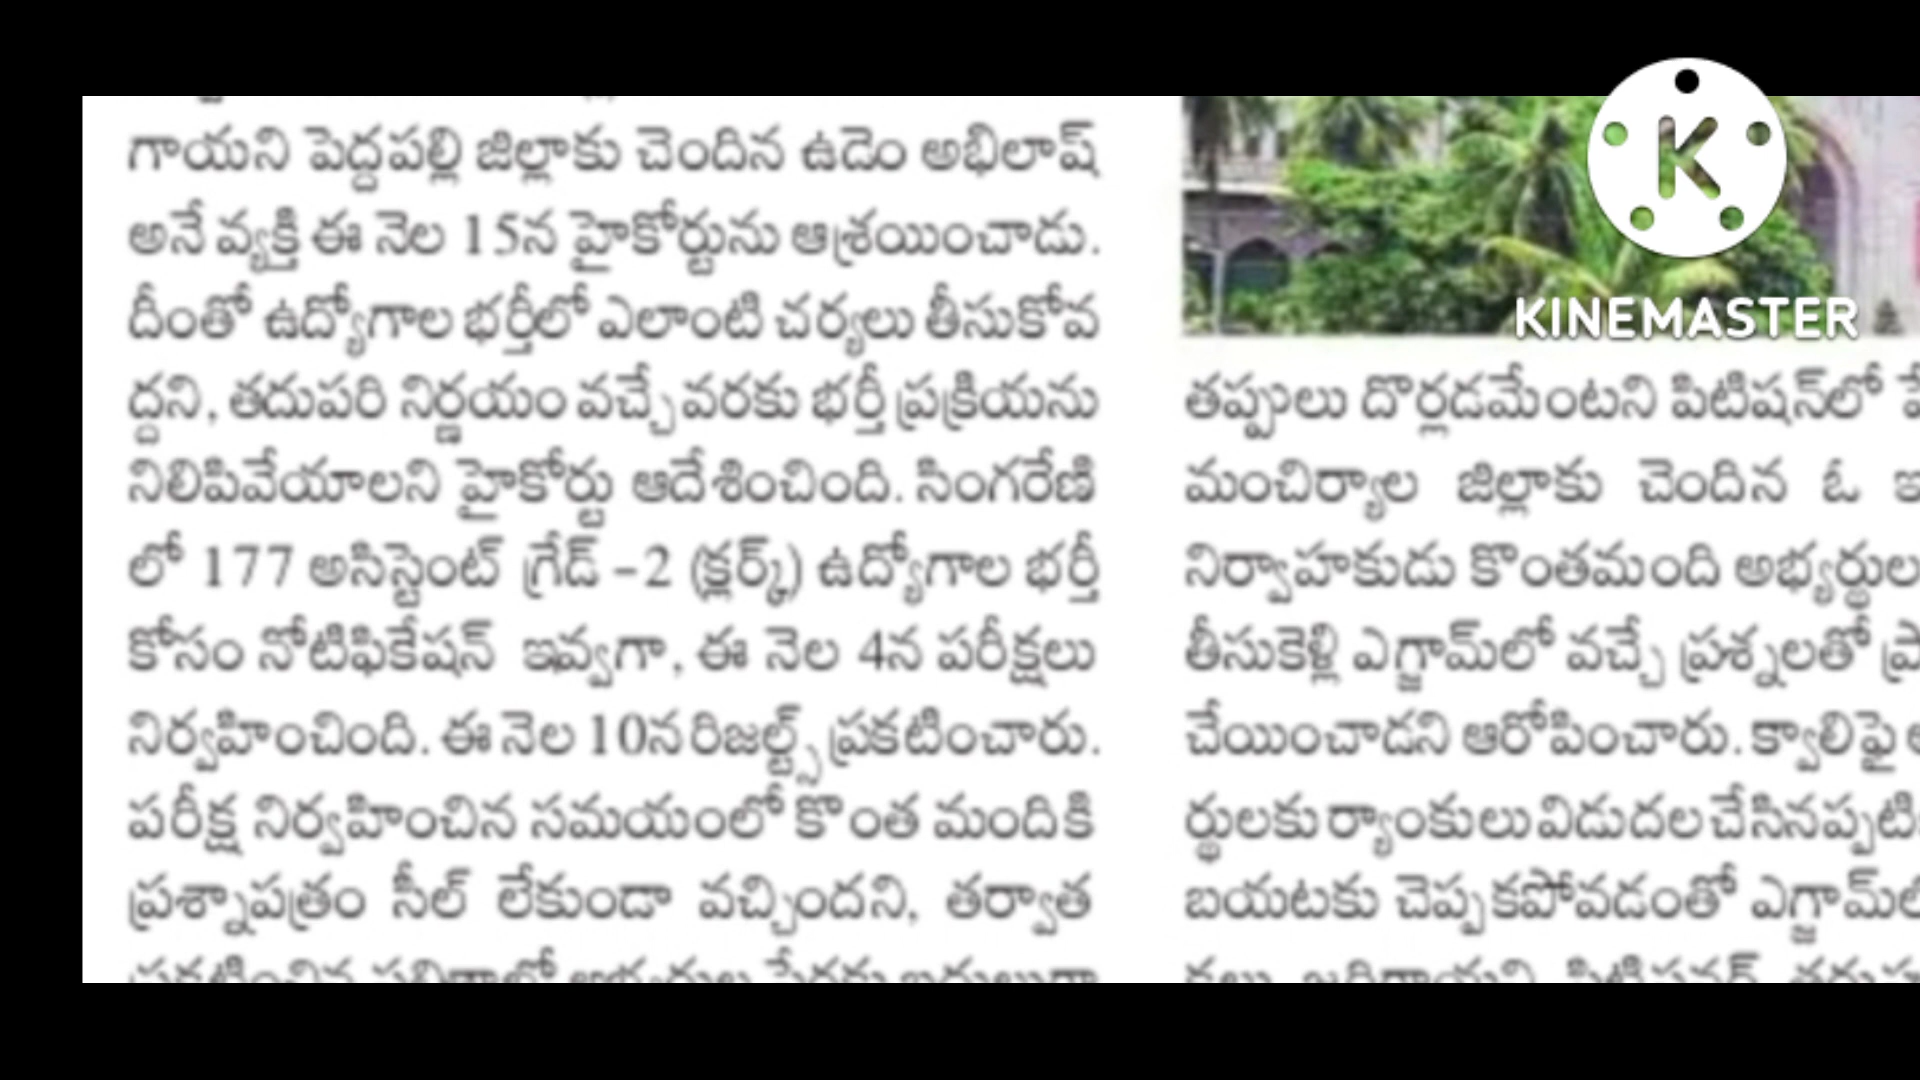 గాయని పెద్దపల్లి జిల్లాకు చెందిన ఉడెం అభిలాష్
అనే వ్యక్తి ఈ నెల 15న హైకోర్టును ఆశ్రయించాడు.
దీంతో ఉద్యోగాల భర్తీలో ఎలాంటి చర్యలు తీసుకోవ
ద్దని, తదుపరి నిర్ణయం వచ్చే వరకు భర్తీ ప్రక్రియను
నిలిపివేయాలని హైకోర్టు ఆదేశించింది. సింగరేణి
లో 177 అసిస్టెంట్ గ్రేడ్ -2 (క్లర్క్) ఉద్యోగాల భర్తీ
కోసం నోటిఫికేషన్ ఇవ్వగా, ఈ నెల 4న పరీక్షలు
నిర్వహించింది. ఈ నెల 10న రిజల్ట్స్ ప్రకటించారు.
పరీక్ష నిర్వహించిన సమయంలో కొంత మందికి
ప్రశ్నాపత్రం సీల్ లేకుండా వచ్చిందని, తర్వాత
KINEMASTER
తప్పులు దొర్లడమేంటని పిటిషన్‌లో
మంచిర్యాల జిల్లాకు చెందిన ఓ
నిర్వాహకుడు కొంతమంది అభ్యర్థుల
తీసుకెళ్లి ఎగ్జామ్‌లో వచ్చే ప్రశ్నలతో
చేయించాడని ఆరోపించారు. క్వాలిఫై
ర్థులకు ర్యాంకులు విడుదల చేసినప్పటి
బయటకు చెప్పకపోవడంతో ఎగ్జామ్‌ల